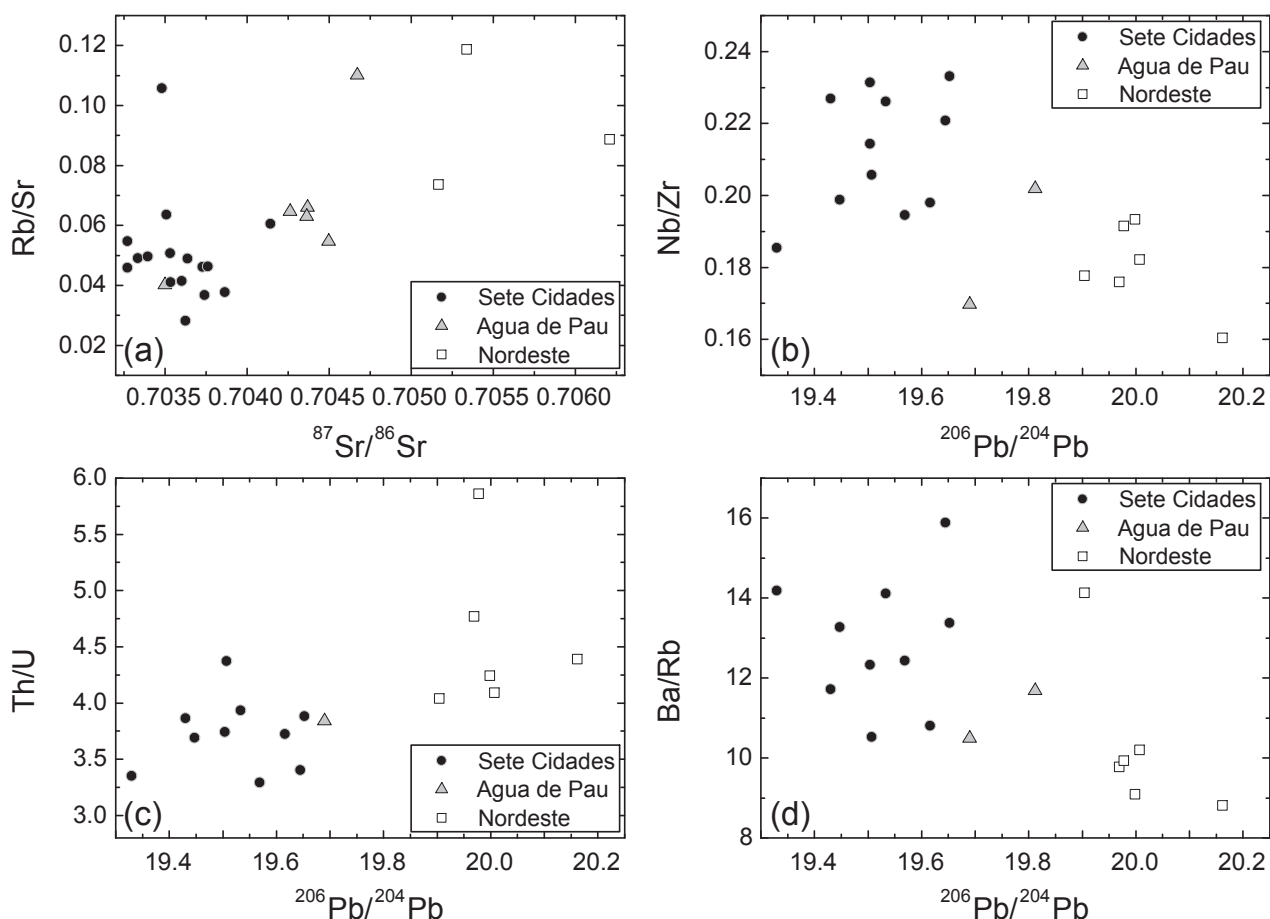 0.12
0.10
0.08
0.06
0.04
0.02
Rb/Sr
(a)
Sete Cidades
Agua de Pau
Nordeste
0.7035 0.7040 0.7045 0.7050 0.7055 0.7060
⁸⁷Sr/⁸⁶Sr
0.24
0.22
0.20
0.18
0.16
Nb/Zr
(b)
Sete Cidades
Agua de Pau
Nordeste
19.4 19.6 19.8 20.0 20.2
²⁰⁶Pb/²⁰⁴Pb
6.0
5.5
5.0
4.5
4.0
3.5
3.0
Th/U
(c)
Sete Cidades
Agua de Pau
Nordeste
19.4 19.6 19.8 20.0 20.2
²⁰⁶Pb/²⁰⁴Pb
16
14
12
10
8
Ba/Rb
(d)
Sete Cidades
Agua de Pau
Nordeste
19.4 19.6 19.8 20.0 20.2
²⁰⁶Pb/²⁰⁴Pb